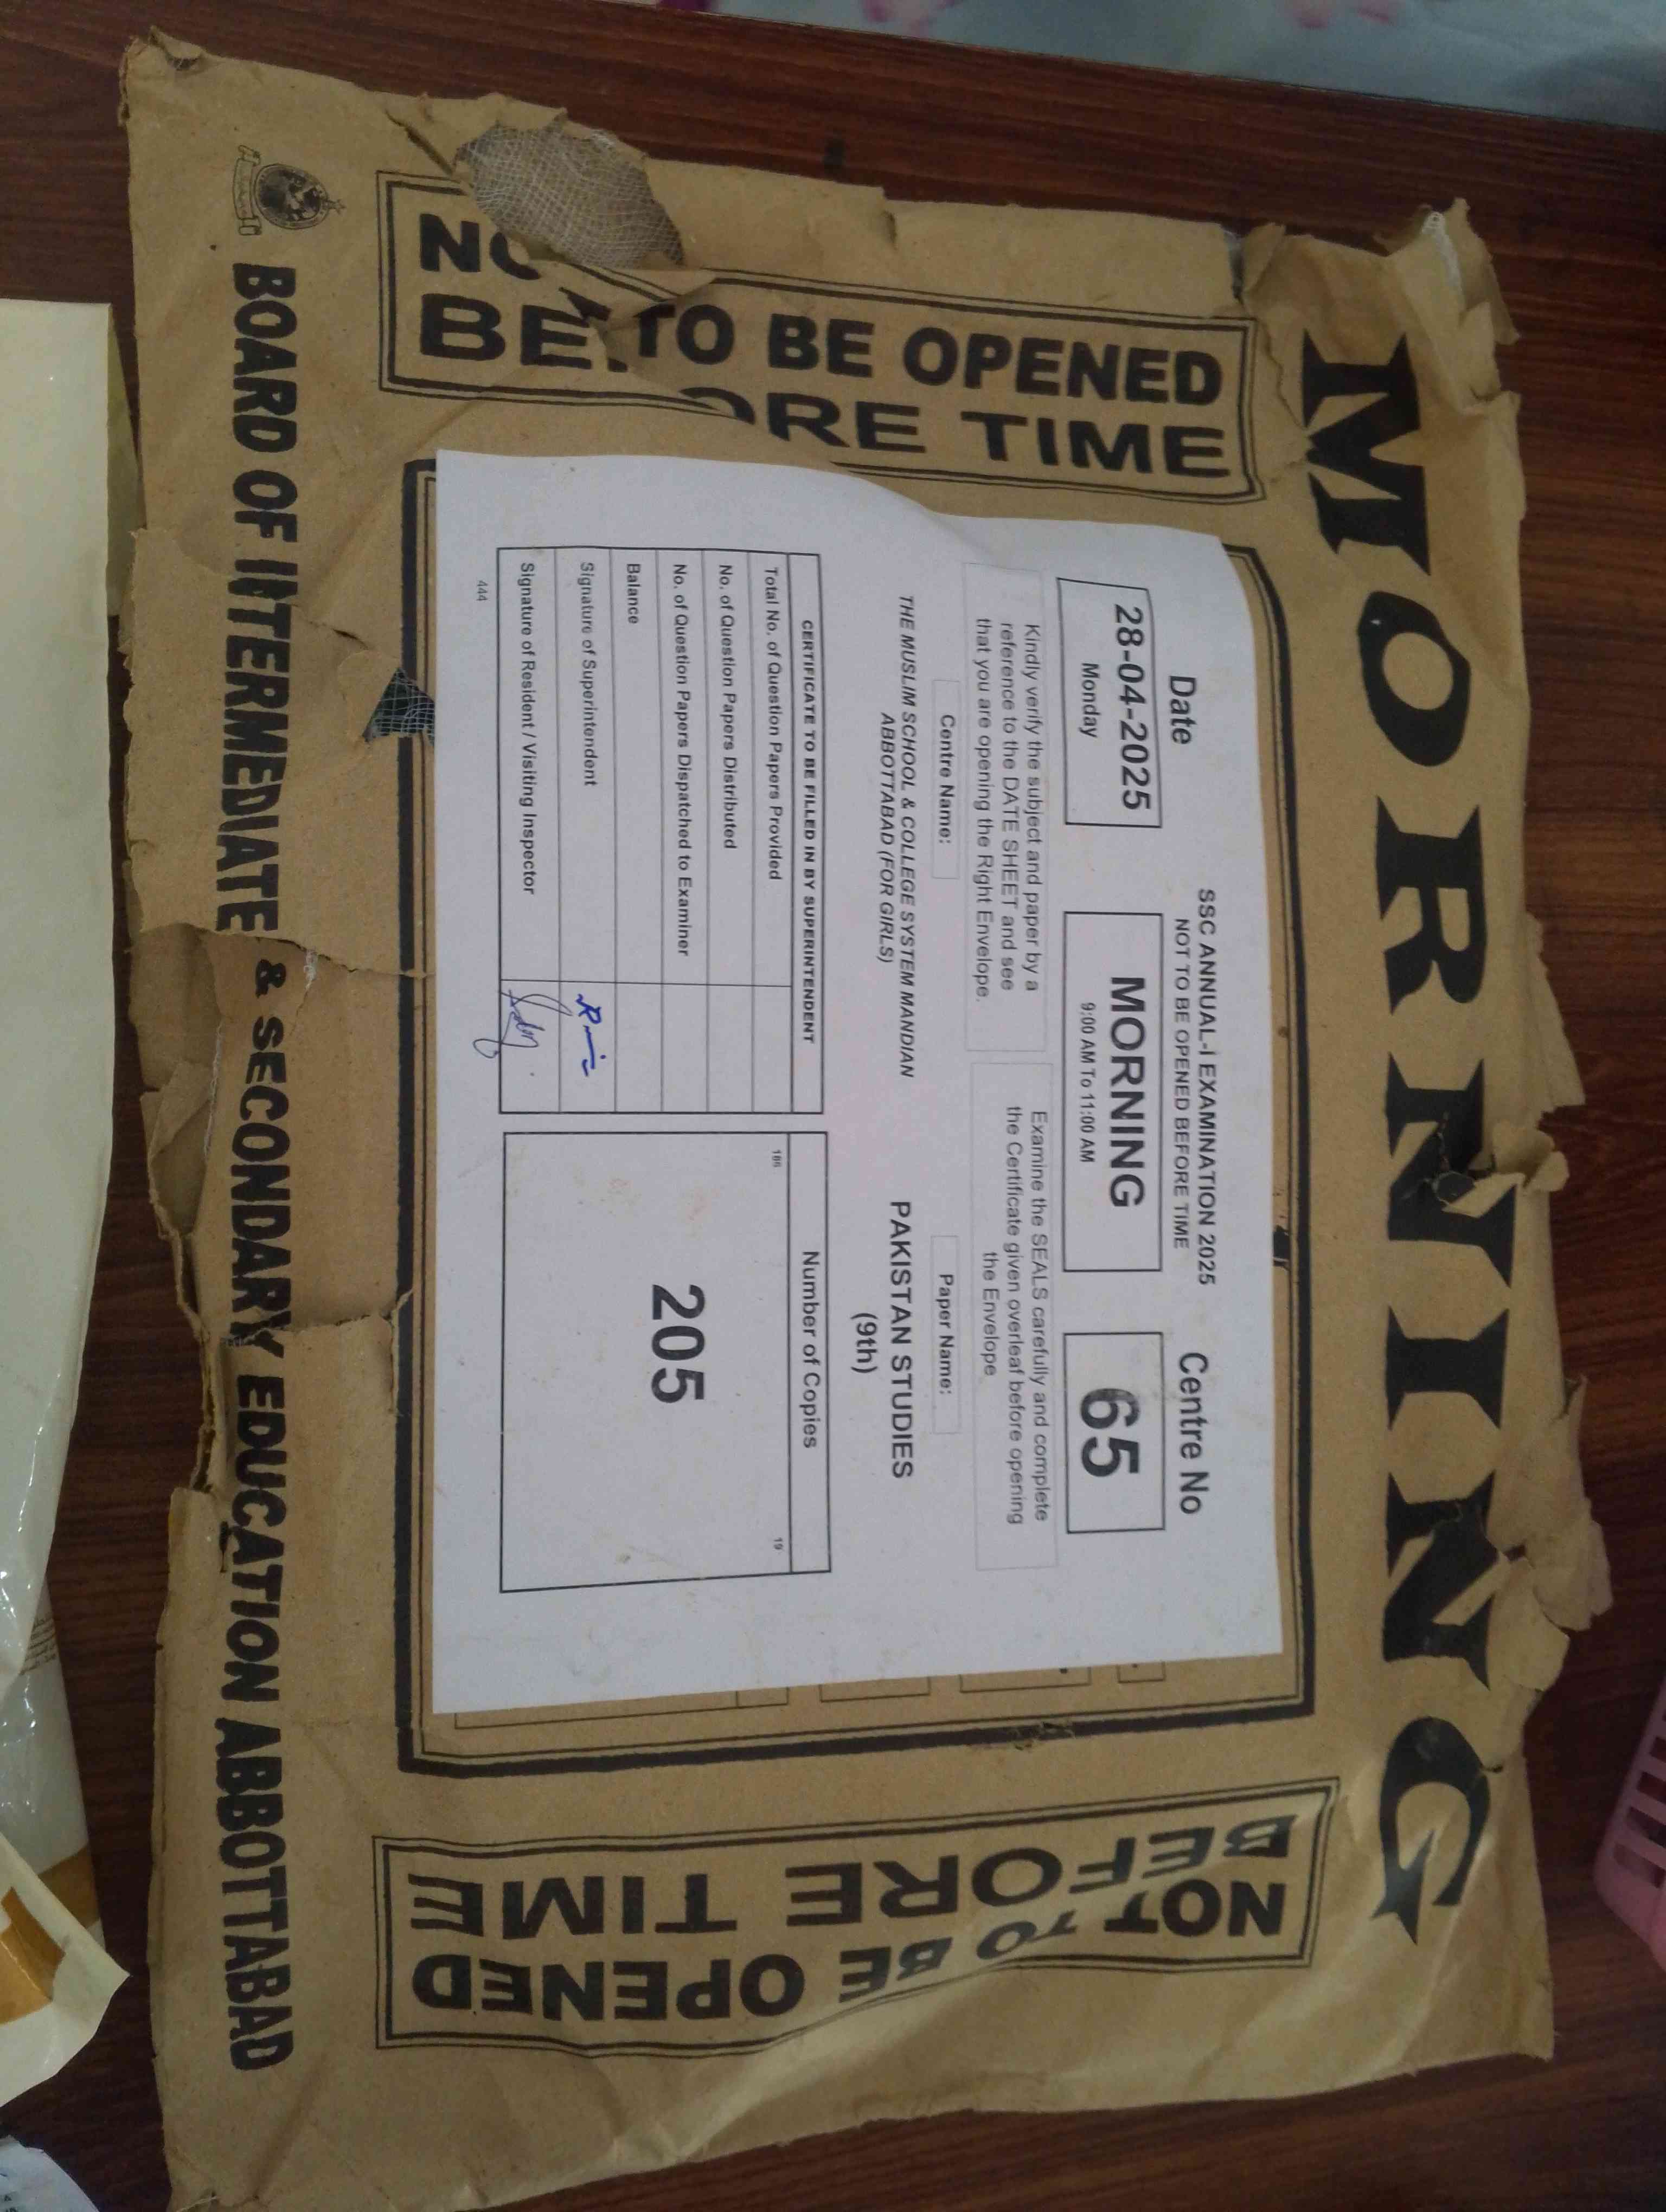 MORNING
NOT TO BE OPENED
BEFORE TIME
Date
SSC ANNUAL-I EXAMINATION 2025
NOT TO BE OPENED BEFORE TIME
Centre No
28-04-2025
Monday
MORNING
9:00 AM To 11:00 AM
65
Kindly verify the subject and paper by a
reference to the DATE SHEET and see
that you are opening the Right Envelope.
Examine the SEALS carefully and complete
the Certificate given overleaf before opening
the Envelope
Centre Name:
Paper Name:
THE MUSLIM SCHOOL & COLLEGE SYSTEM MANDIAN
ABBOTTABAD (FOR GIRLS)
PAKISTAN STUDIES
(9th)
CERTIFICATE TO BE FILLED IN BY SUPERINTENDENT
Total No. of Question Papers Provided
No. of Question Papers Distributed
No. of Question Papers Dispatched to Examiner
Balance
Signature of Superintendent
Signature of Resident / Visiting Inspector
444
Number of Copies
186
19
205
NOT TO BE OPENED
BEFORE TIME
BOARD OF INTERMEDIATE & SECONDARY EDUCATION ABBOTTABAD